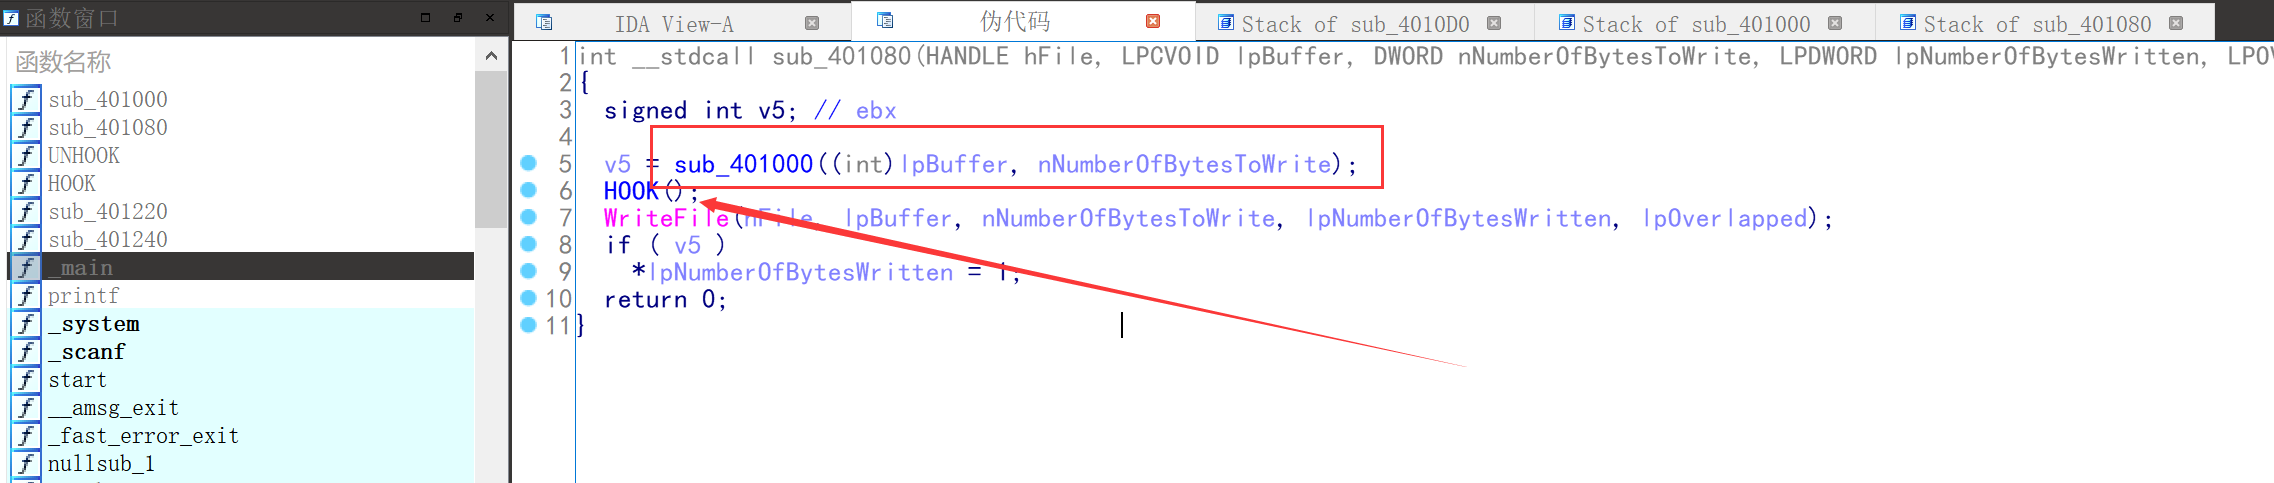 函数窗口
函数名称
sub_401000
sub_401080
UNHOOK
HOOK
sub_401220
sub_401240
_main
printf
_system
_scanf
start
__amsg_exit
_fast_error_exit
nullsub_1
IDA View-A
伪代码
Stack of sub_4010D0
Stack of sub_401000
Stack of sub_401080
1 int __stdcall sub_401080(HANDLE hFile, LPCVOID lpBuffer, DWORD nNumberOfBytesToWrite, LPDWORD lpNumberOfBytesWritten, LPOV
2 {
3 signed int v5; // ebx
4
5 v5 = sub_401000((int)lpBuffer, nNumberOfBytesToWrite);
6 HOOK();
7 WriteFile(hFile, lpBuffer, nNumberOfBytesToWrite, lpNumberOfBytesWritten, lpOverlapped);
8 if ( v5 )
9 *lpNumberOfBytesWritten = 1;
10 return 0;
11 }